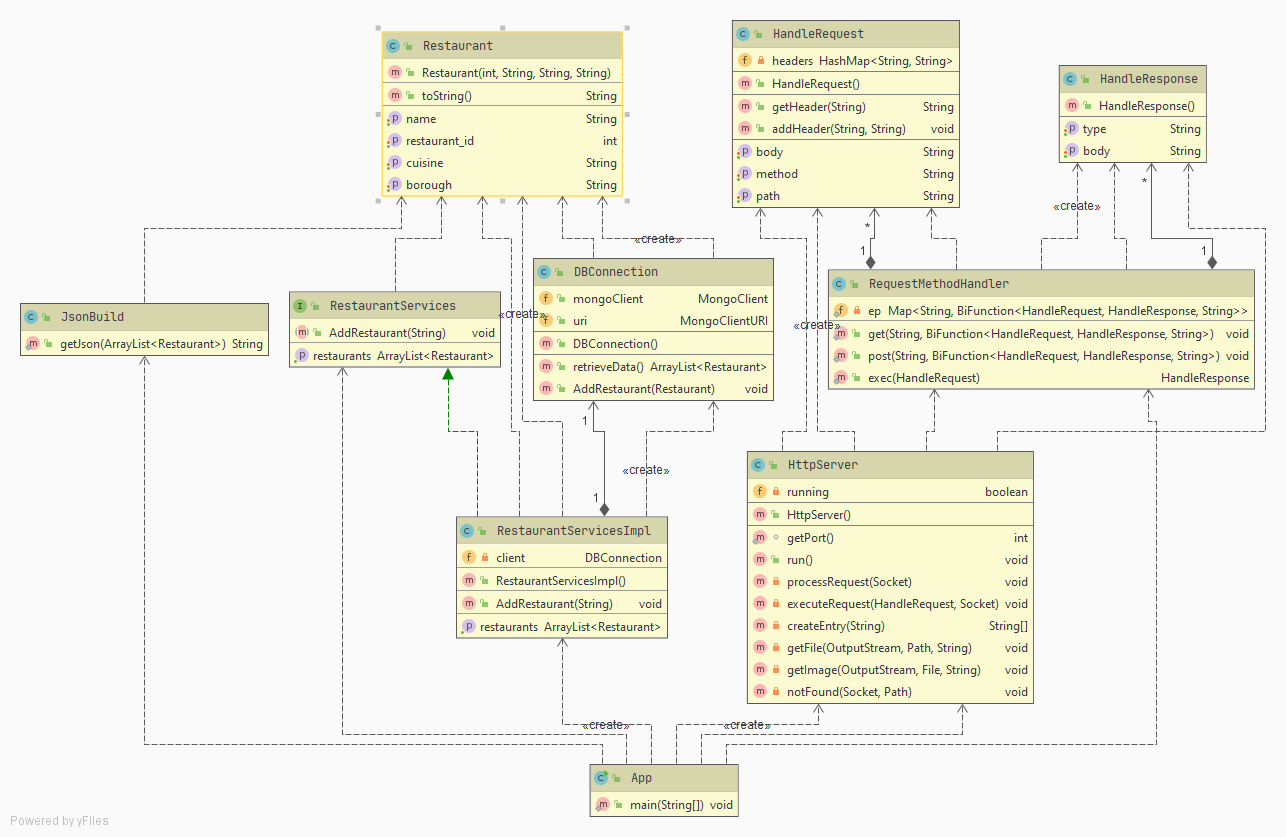 Restaurant
Restaurant(int, String, String, String)
toString() String
name String
restaurant_id int
cuisine String
borough String
HandleRequest
headers HashMap<String, String>
HandleRequest()
getHeader(String) String
addHeader(String, String) void
body String
method String
path String
HandleResponse
HandleResponse()
type String
body String
*
«create»
*
«create»
1
1
DBConnection
mongoClient MongoClient
uri MongoClientURI
DBConnection()
retrieveData() ArrayList<Restaurant>
AddRestaurant(Restaurant) void
RequestMethodHandler
ep Map<String, BiFunction<HandleRequest, HandleResponse, String>>
get(String, BiFunction<HandleRequest, HandleResponse, String>) void
post(String, BiFunction<HandleRequest, HandleResponse, String>) void
exec(HandleRequest) HandleResponse
JsonBuild
getJson(ArrayList<Restaurant>) String
RestaurantServices
AddRestaurant(String) void
restaurants ArrayList<Restaurant>
«create»
«create»
1
«create»
1
HttpServer
running boolean
HttpServer()
getPort() int
run() void
processRequest(Socket) void
executeRequest(HandleRequest, Socket) void
createEntry(String) String[]
getFile(OutputStream, Path, String) void
getImage(OutputStream, File, String) void
notFound(Socket, Path) void
RestaurantServicesImpl
client DBConnection
RestaurantServicesImpl()
AddRestaurant(String) void
restaurants ArrayList<Restaurant>
«create»
«create»
App
main(String[]) void
Powered by yFiles